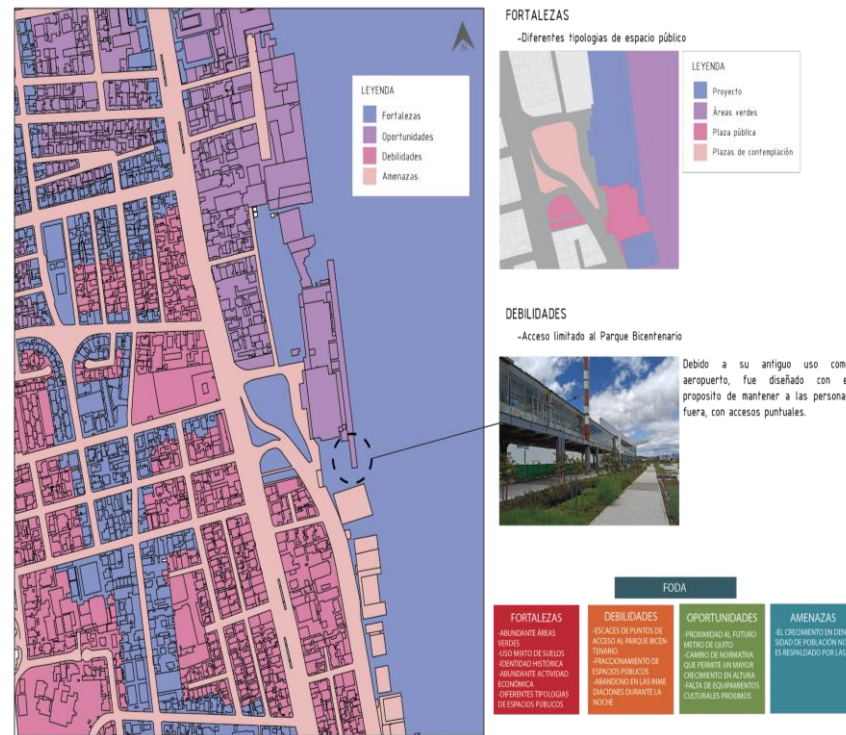 N
LEYENDA
Fortalezas
Oportunidades
Debilidades
Amenazas
FORTALEZAS
-Diferentes tipologias de espacio público
LEYENDA
Proyecto
Áreas verdes
Plaza pública
Plazas de contemplación
DEBILIDADES
-Acceso limitado al Parque Bicentenario
Debido a su antiguo uso com
aeropuerto, fue diseñado con e
proposito de mantener a las persona
fuera, con accesos puntuales.
FODA
FORTALEZAS
-ABUNDANTE ÁREAS
VERDES
-USO MIXTO DE SUELOS
-IDENTIDAD HISTÓRICA
-ABUNDANTE ACTIVIDAD
ECONÓMICA
-DIFERENTES TIPOLOGIAS
DE ESPACIOS PÚBLICOS
DEBILIDADES
-ESCACES DE PUNTOS DE
ACCESO AL PARQUE BICEN-
TENARIO.
-FRACCIONAMIENTO DE
ESPACIOS PÚBLICOS
-ABANDONO EN LAS INME
DIACIONES DURANTE LA
NOCHE
OPORTUNIDADES
-PROXIMIDAD AL FUTURO
METRO DE QUITO
-CAMBIO DE NORMATIVA
QUE PERMITE UN MAYOR
CRECIMIENTO EN ALTURA
-FALTA DE EQUIPAMENTOS
CULTURALES PROXIMOS
AMENAZAS
-EL CRECIMIENTO EN DEN
SIDAD DE POBLACIÓN NO
ES RESPALDADO POR LAS